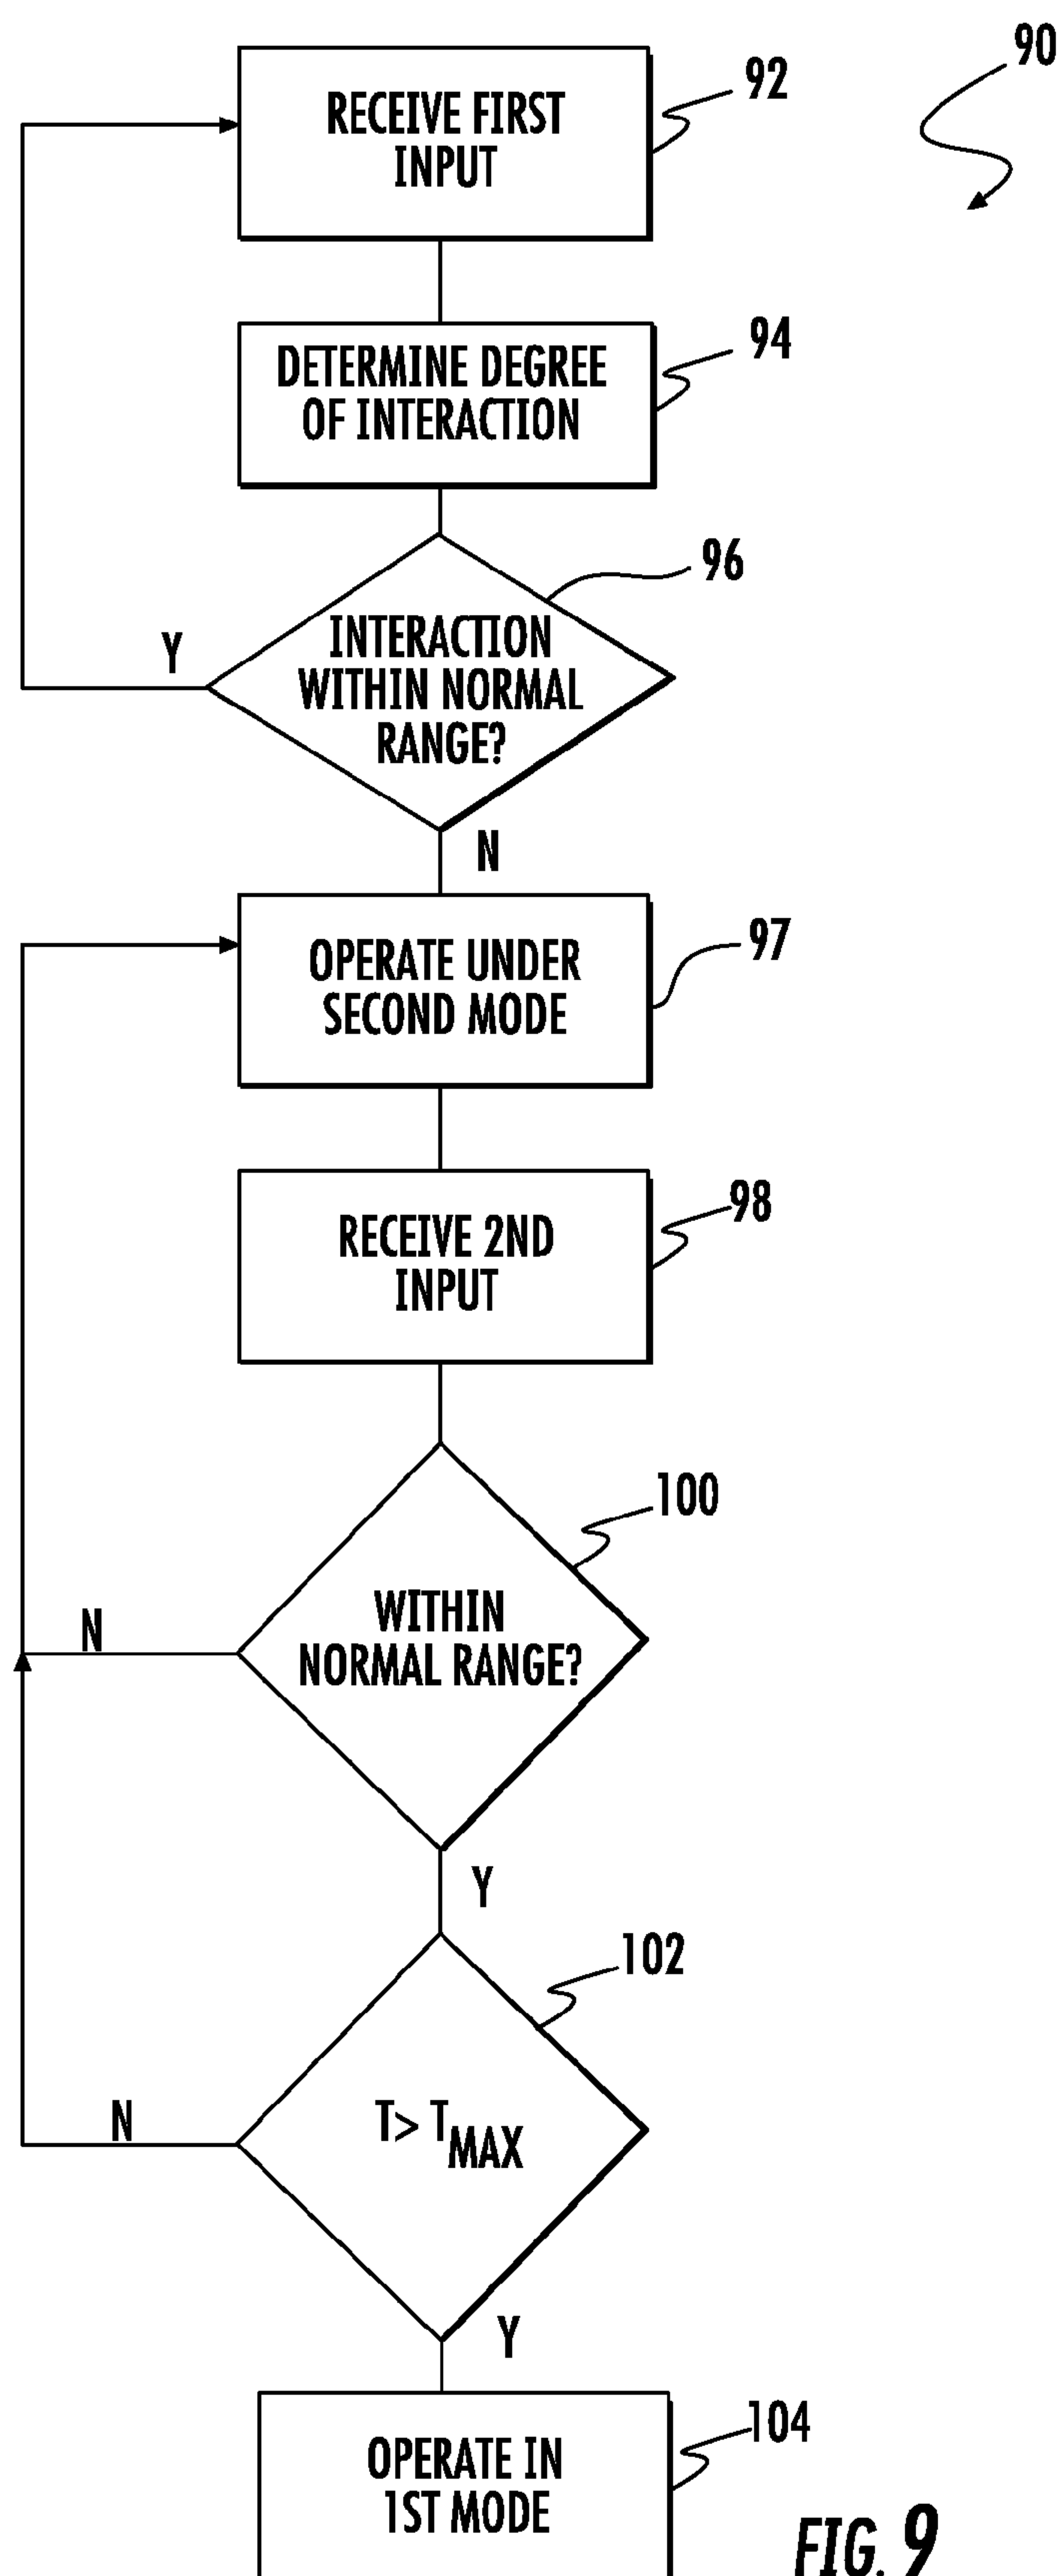 90
RECEIVE FIRST
INPUT
92
DETERMINE DEGREE
OF INTERACTION
94
INTERACTION
WITHIN NORMAL
RANGE?
96
Y
N
OPERATE UNDER
SECOND MODE
97
RECEIVE 2ND
INPUT
98
WITHIN
NORMAL RANGE?
100
N
Y
T> TMAX
102
N
Y
OPERATE IN
1ST MODE
104
FIG. 9